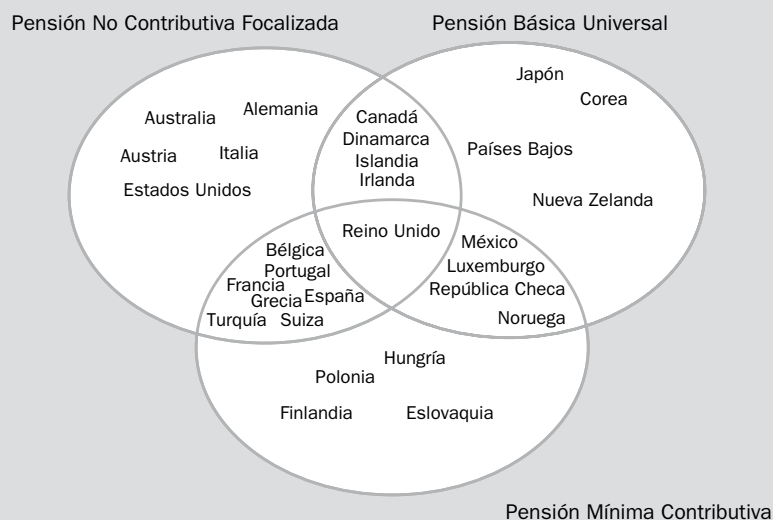 Pensión No Contributiva Focalizada
Pensión Básica Universal
Australia
Alemania
Austria
Italia
Estados Unidos
Canadá
Dinamarca
Islandia
Irlanda
Japón
Corea
Países Bajos
Nueva Zelanda
Reino Unido
Bélgica
Portugal
Francia
Grecia España
Turquía Suiza
México
Luxemburgo
República Checa
Noruega
Hungría
Polonia
Finlandia
Eslovaquia
Pensión Mínima Contributiva